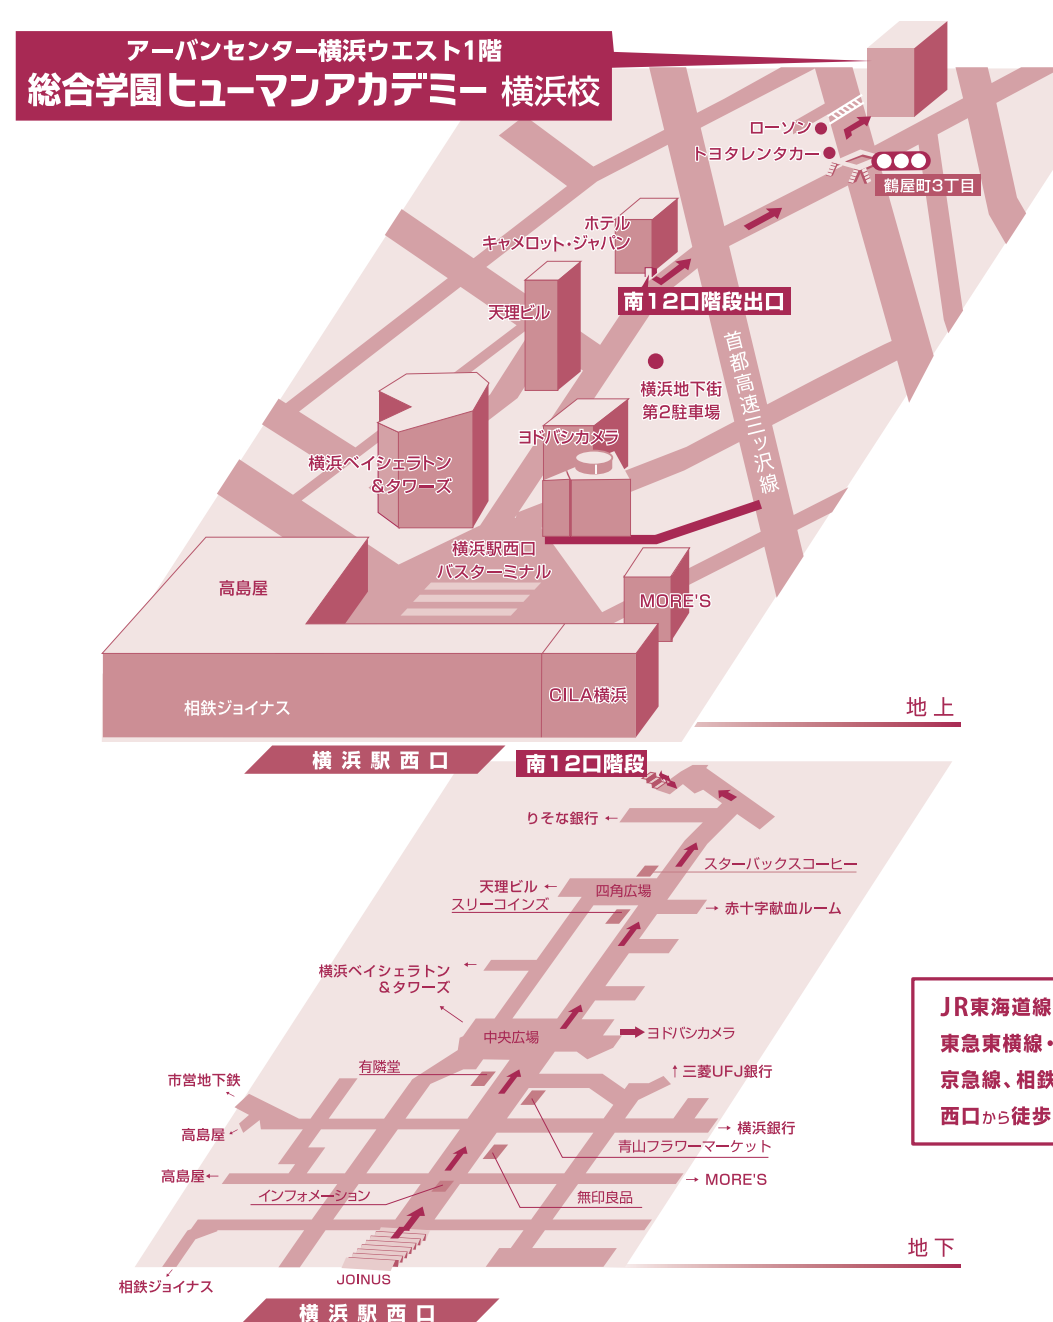 アーバンセンター横浜ウエスト1階
総合学園ヒューマンアカデミー 横浜校
ローソン
トヨタレンタカー
鶴屋町3丁目
ホテル
キャメロット・ジャパン
南12口階段出口
天理ビル
首都高速三ッ沢線
横浜地下街
第2駐車場
ヨドバシカメラ
横浜ベイシェラトン
&タワーズ
横浜駅西口
バスターミナル
高島屋
MORE'S
相鉄ジョイナス
CILA横浜
地上
横浜駅西口
南12口階段
りそな銀行 ←
スターバックスコーヒー
天理ビル ←
四角広場
スリーコインズ
→ 赤十字献血ルーム
横浜ベイシェラトン ←
&タワーズ
中央広場
ヨドバシカメラ
有隣堂
↑ 三菱UFJ銀行
市営地下鉄
→ 横浜銀行
高島屋
青山フラワーマーケット
高島屋←
→ MORE'S
インフォメーション
無印良品
相鉄ジョイナス
JOINUS
地下
横浜駅西口
JR東海道線
東急東横線・
京急線、相鉄
西口から徒歩